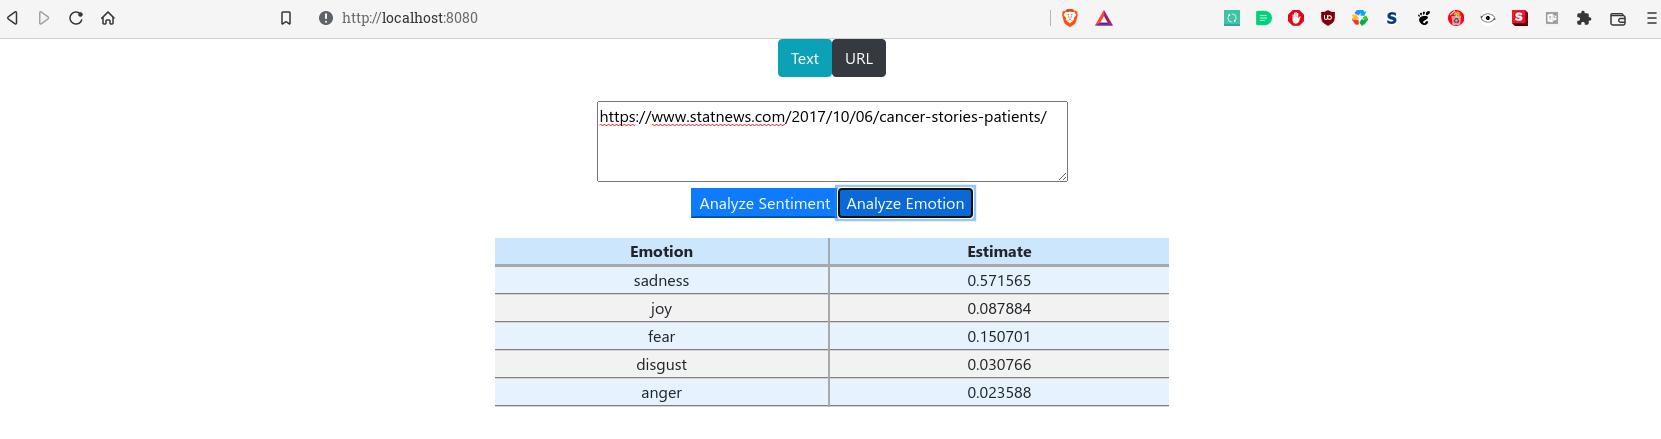 http://localhost:8080
Text URL
https://www.statnews.com/2017/10/06/cancer-stories-patients/
Analyze Sentiment Analyze Emotion
Emotion Estimate
sadness 0.571565
joy 0.087884
fear 0.150701
disgust 0.030766
anger 0.023588